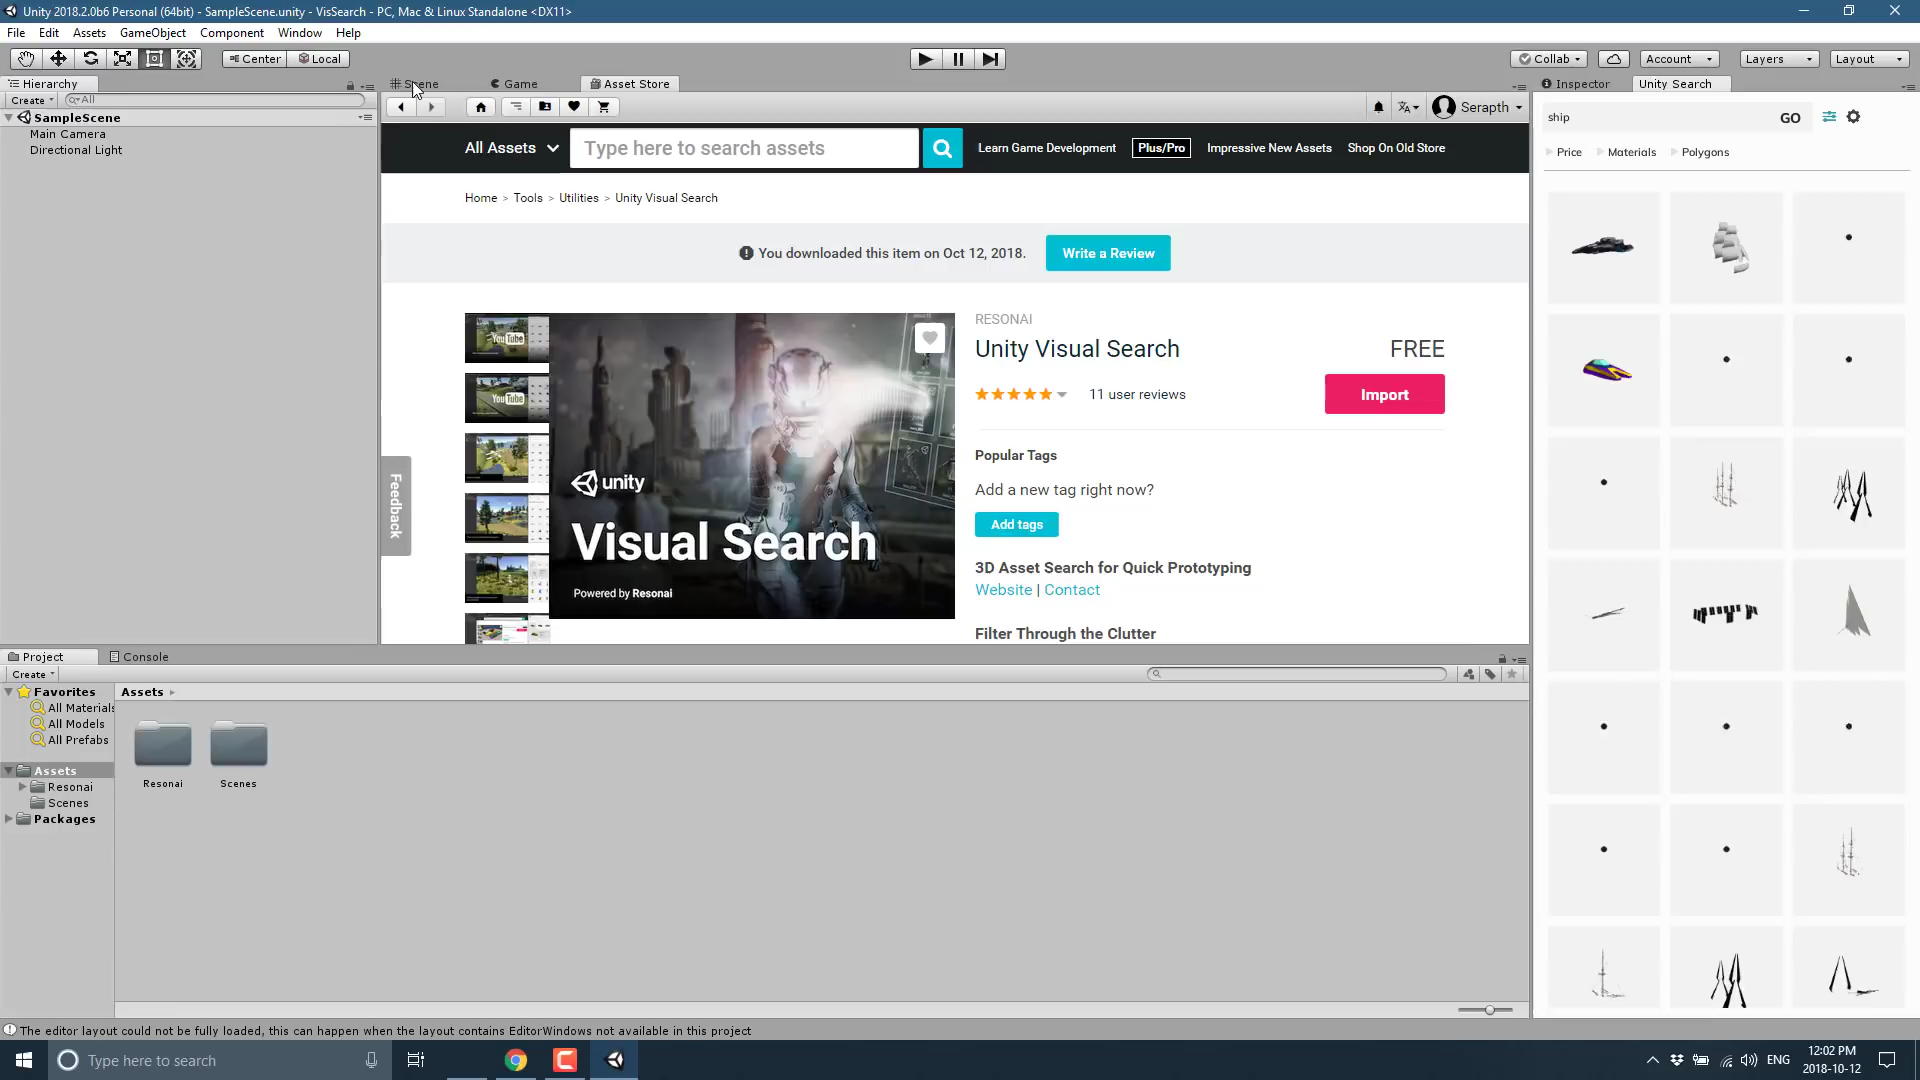 Unity 2018.2.0b6 Personal (64bit) - SampleScene.unity - VisSearch - PC, Mac & Linux Standalone <DX11>
File Edit Assets GameObject Component Window Help
Center Local
Collab Account Layers Layout
Hierarchy
Scene Game Asset Store
Inspector Unity Search
Create All
SampleScene
Main Camera
Directional Light
Serapth
All Assets Type here to search assets Learn Game Development Plus/Pro Impressive New Assets Shop On Old Store
Home > Tools > Utilities > Unity Visual Search
You downloaded this item on Oct 12, 2018. Write a Review
YouTube
YouTube
unity
Visual Search
Powered by Resonai
Feedback
RESONAI
Unity Visual Search FREE
11 user reviews Import
Popular Tags
Add a new tag right now?
Add tags
3D Asset Search for Quick Prototyping
Website | Contact
Filter Through the Clutter
ship GO
Price Materials Polygons
Project Console
Create
Favorites
All Materials
All Models
All Prefabs
Assets
Resonai
Scenes
Packages
Assets
Resonai Scenes
The editor layout could not be fully loaded, this can happen when the layout contains EditorWindows not available in this project
Type here to search
ENG
12:02 PM
2018-10-12